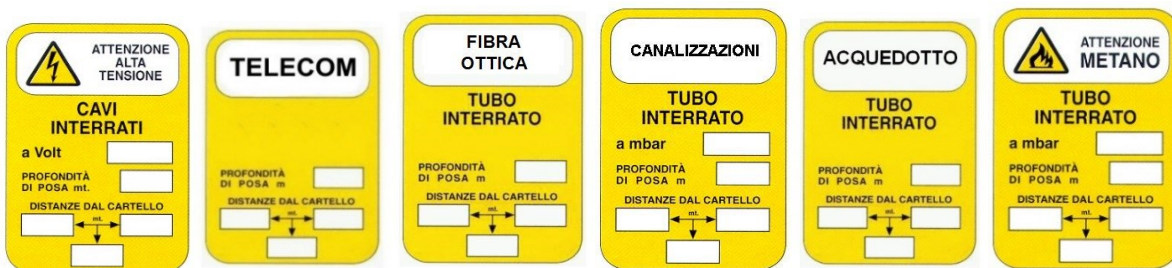 ATTENZIONE
ALTA
TENSIONE
CAVI
INTERRATI
a Volt
PROFONDITÀ
DI POSA mt.
DISTANZE DAL CARTELLO
mt.
TELECOM
PROFONDITÀ
DI POSA m
DISTANZE DAL CARTELLO
mt.
FIBRA
OTTICA
TUBO
INTERRATO
PROFONDITÀ
DI POSA m
DISTANZE DAL CARTELLO
mt.
CANALIZZAZIONI
TUBO
INTERRATO
a mbar
PROFONDITÀ
DI POSA m
DISTANZE DAL CARTELLO
mt.
ACQUEDOTTO
TUBO
INTERRATO
PROFONDITÀ
DI POSA m
DISTANZE DAL CARTELLO
mt.
ATTENZIONE
METANO
TUBO
INTERRATO
a mbar
PROFONDITÀ
DI POSA m
DISTANZE DAL CARTELLO
mt.